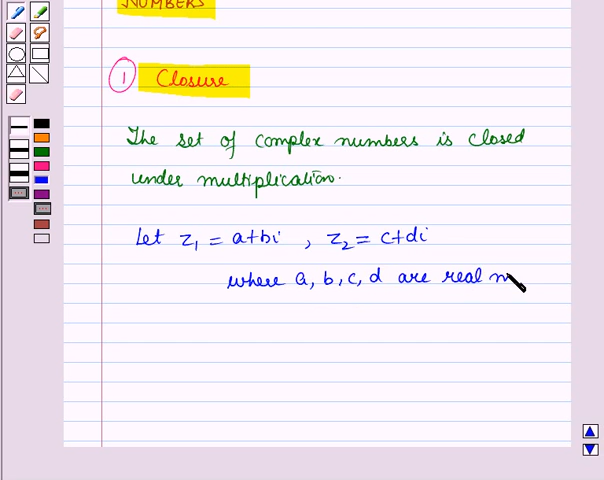 NUMBERS
1 Closure
The set of complex numbers is closed
under multiplication.
Let z₁ = a+bi , z₂ = c+di
where a, b, c, d are real